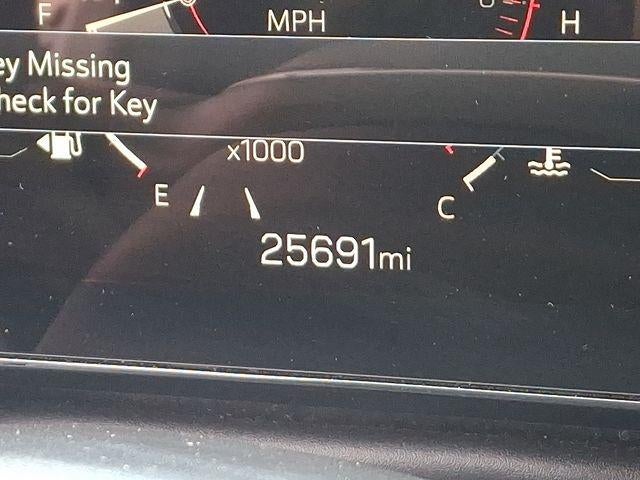 F
MPH
H
ey Missing
heck for Key
x1000
E
C
25691mi